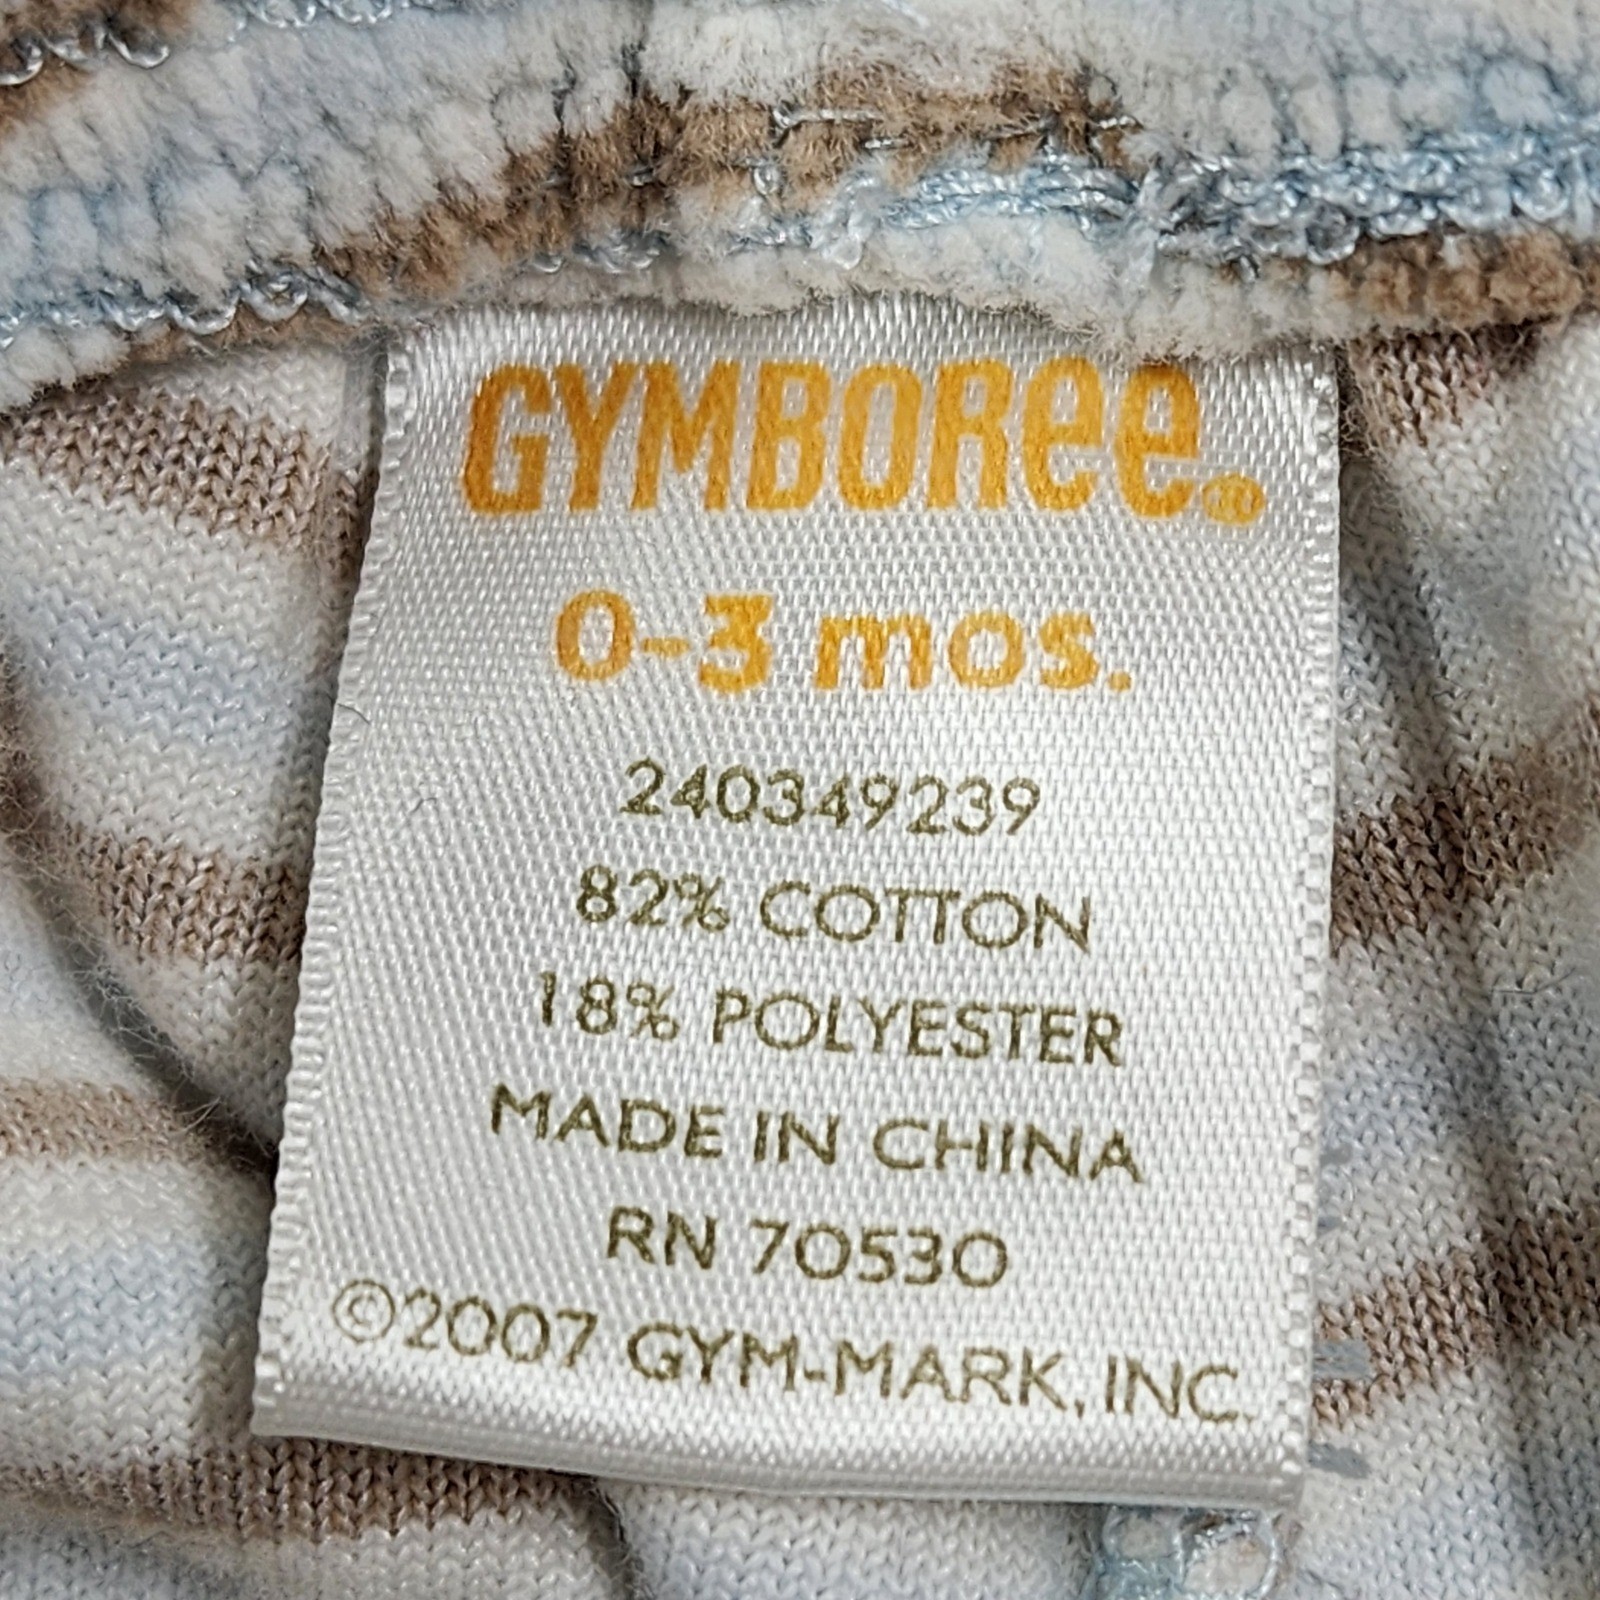 GYMBOREE®
0-3 mos.
240349239
82% COTTON
18% POLYESTER
MADE IN CHINA
RN 70530
©2007 GYM-MARK, INC.